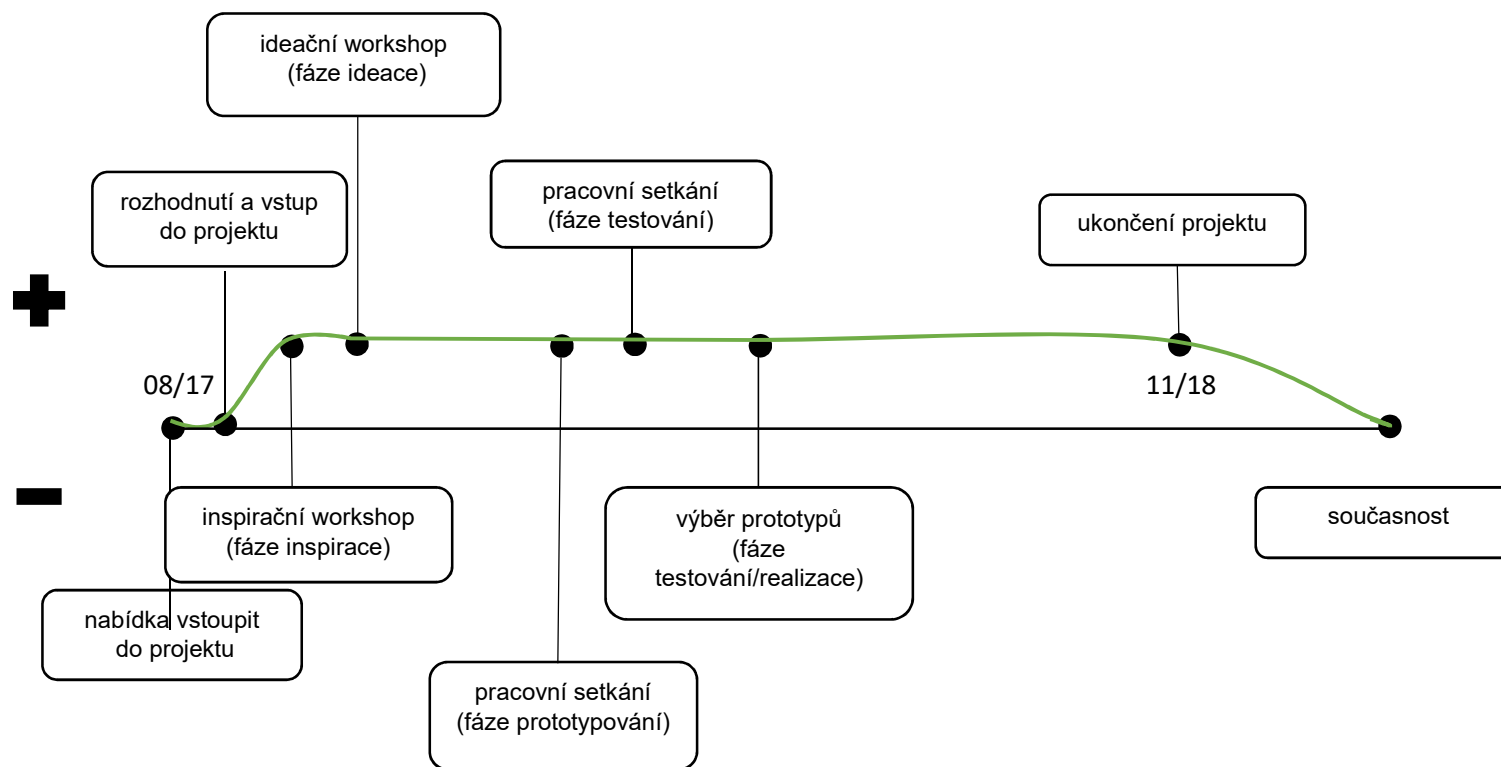 ideační workshop
(fáze ideace)
rozhodnutí a vstup
do projektu
pracovní setkání
(fáze testování)
ukončení projektu
08/17
11/18
inspirační workshop
(fáze inspirace)
výběr prototypů
(fáze
testování/realizace)
současnost
nabídka vstoupit
do projektu
pracovní setkání
(fáze prototypování)